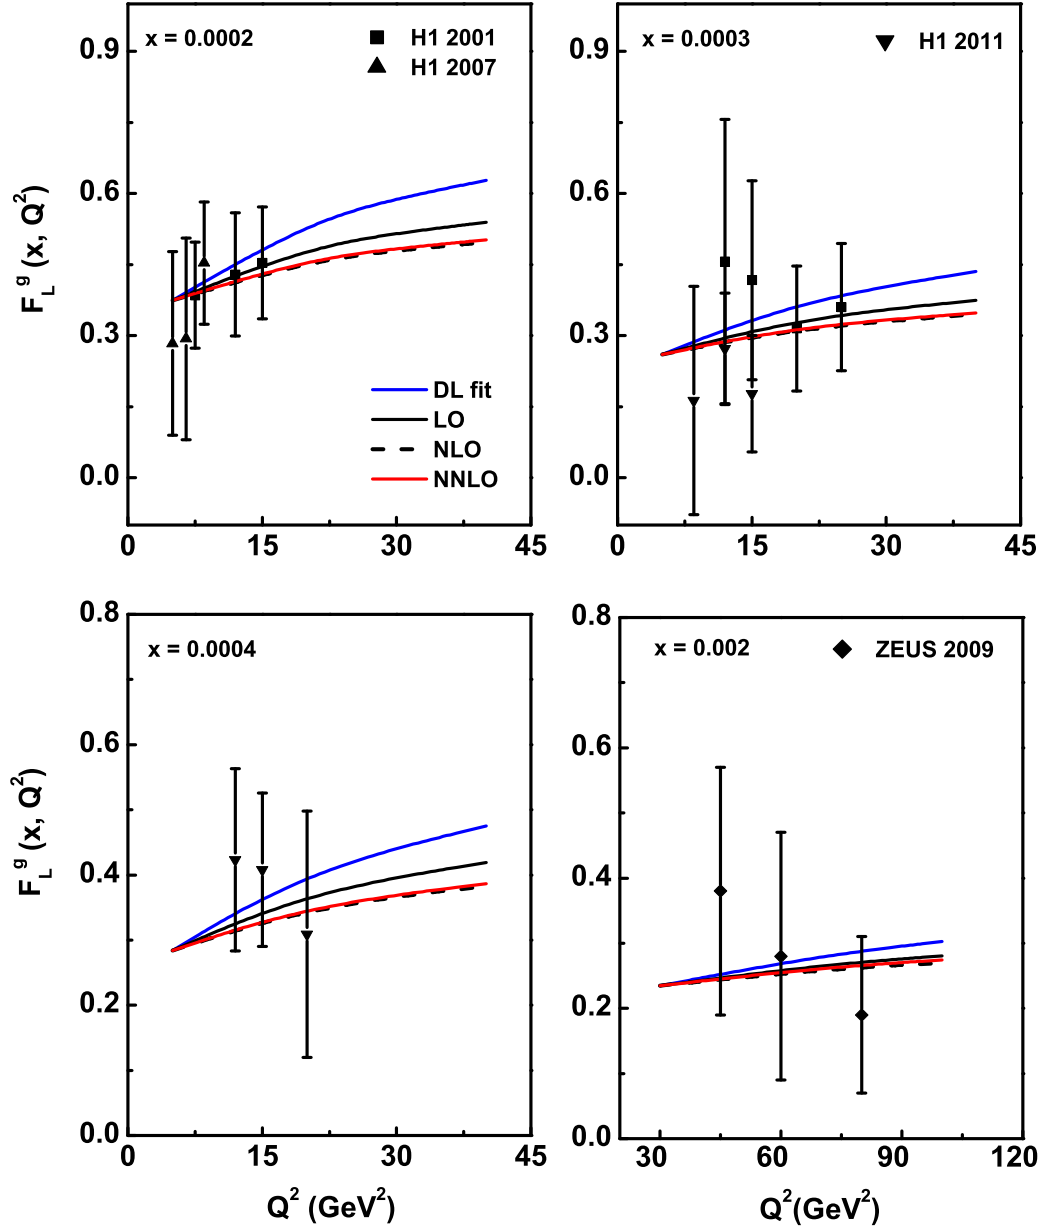 x = 0.0002
H1 2001
H1 2007
F_L^g (x, Q^2)
0.9
0.6
0.3
0.0
DL fit
LO
NLO
NNLO
0 15 30 45
x = 0.0003
H1 2011
0.9
0.6
0.3
0.0
0 15 30 45
x = 0.0004
F_L^g (x, Q^2)
0.8
0.6
0.4
0.2
0.0
0 15 30 45
Q^2 (GeV^2)
x = 0.002
ZEUS 2009
0.8
0.6
0.4
0.2
0.0
30 60 90 120
Q^2(GeV^2)